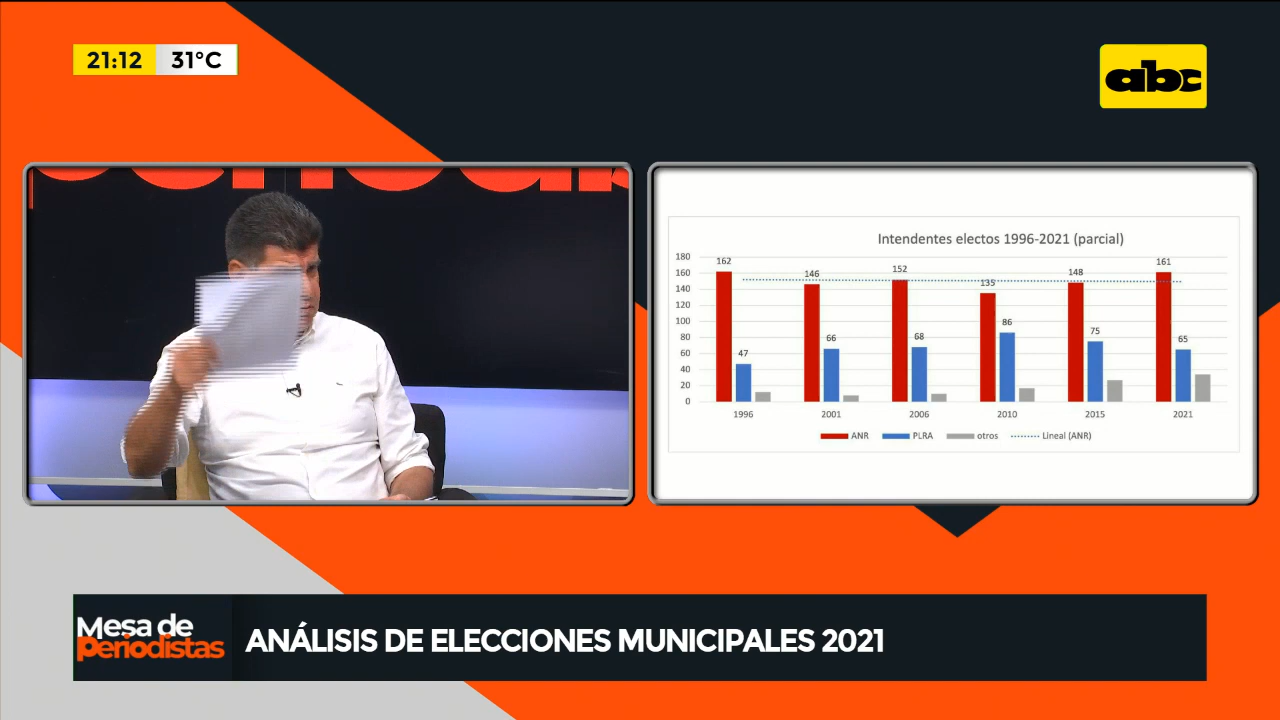 21:12 31°C
abc
Intendentes electos 1996-2021 (parcial)
180
160
140
120
100
80
60
40
20
0
162
47
146
66
152
68
135
86
148
75
161
65
1996 2001 2006 2010 2015 2021
ANR PLRA otros Lineal (ANR)
Mesa de
Periodistas
ANÁLISIS DE ELECCIONES MUNICIPALES 2021